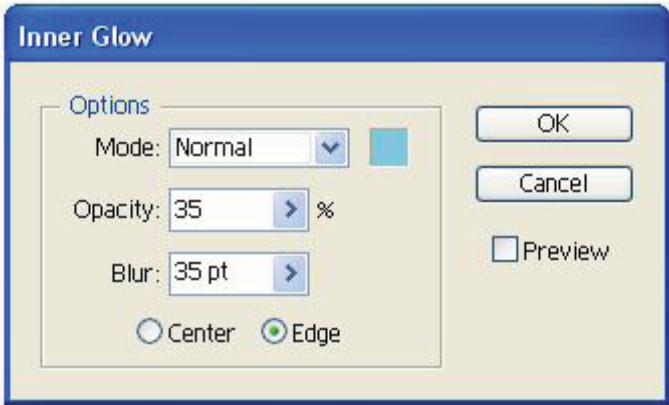 Inner Glow
Options
Mode: Normal
Opacity: 35 %
Blur: 35 pt
Center Edge
OK
Cancel
Preview